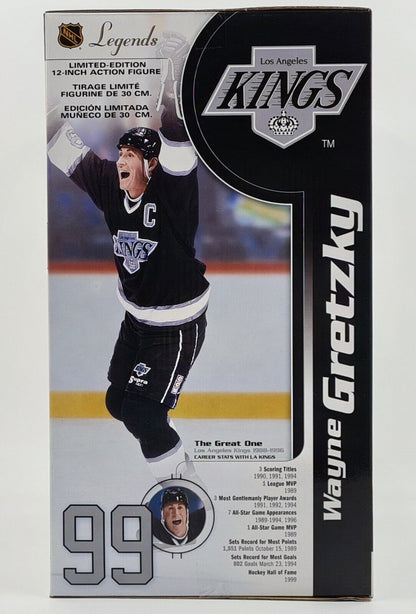 NHL
Legends
LIMITED-EDITION
12-INCH ACTION FIGURE
TIRAGE LIMITÉ
FIGURINE DE 30 CM.
EDICIÓN LIMITADA
MUÑECO DE 30 CM.
Los Angeles
KINGS
TM
C
KINGS
Supra
Wayne Gretzky
The Great One
Los Angeles Kings 1988-1996
CAREER STATS WITH LA KINGS
3 Scoring Titles
1990, 1991, 1994
1 League MVP
1989
3 Most Gentlemanly Player Awards
1991, 1992, 1994
7 All-Star Game Appearances
1989-1994, 1996
1 All-Star Game MVP
1989
Sets Record for Most Points
1,851 Points October 15, 1989
Sets Record for Most Goals
802 Goals March 23, 1994
Hockey Hall of Fame
1999
99